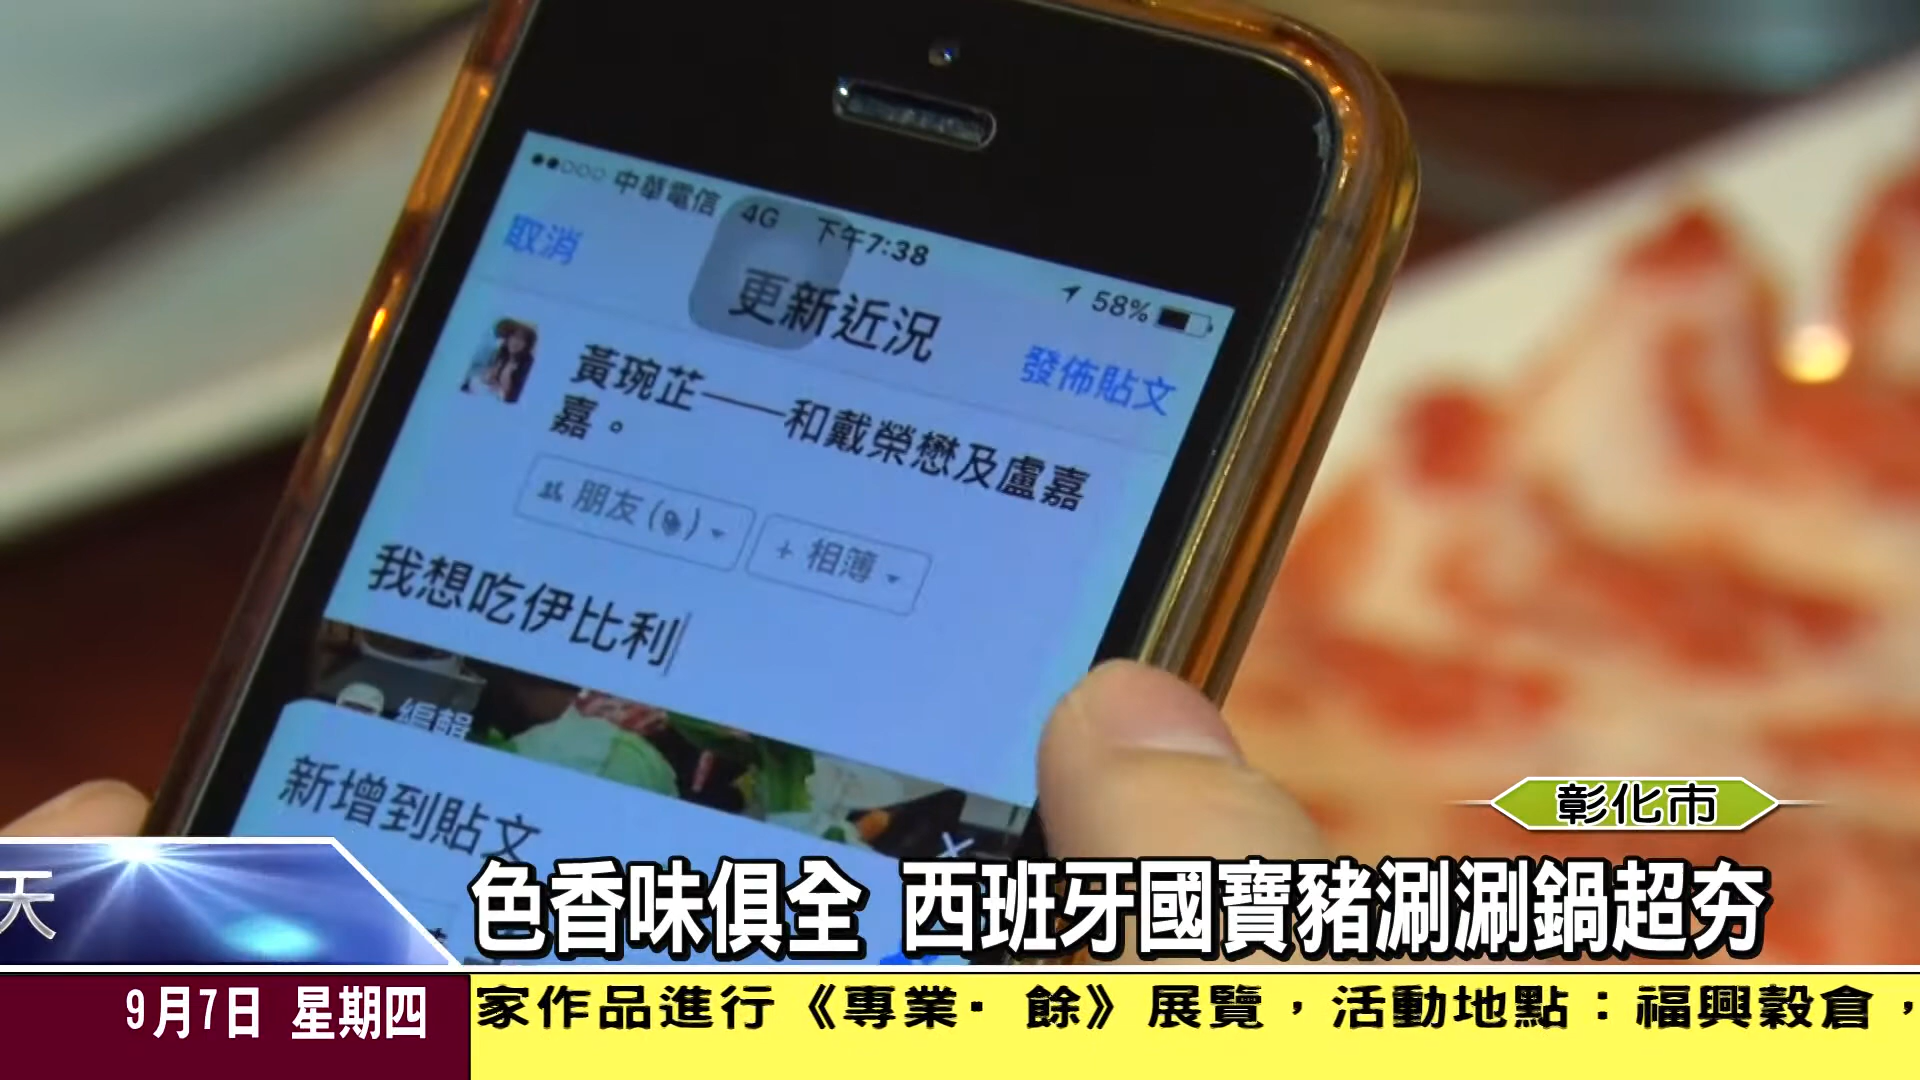 中華電信 4G 下午7:38 58%
取消 更新近況 發佈貼文
黃琬芷——和戴榮懋及盧嘉
嘉。
朋友 ( ) + 相簿
我想吃伊比利
編輯
新增到貼文
彰化市
天
色香味俱全 西班牙國寶豬涮涮鍋超夯
9月7日 星期四
家作品進行《專業· 餘》展覽，活動地點：福興穀倉，